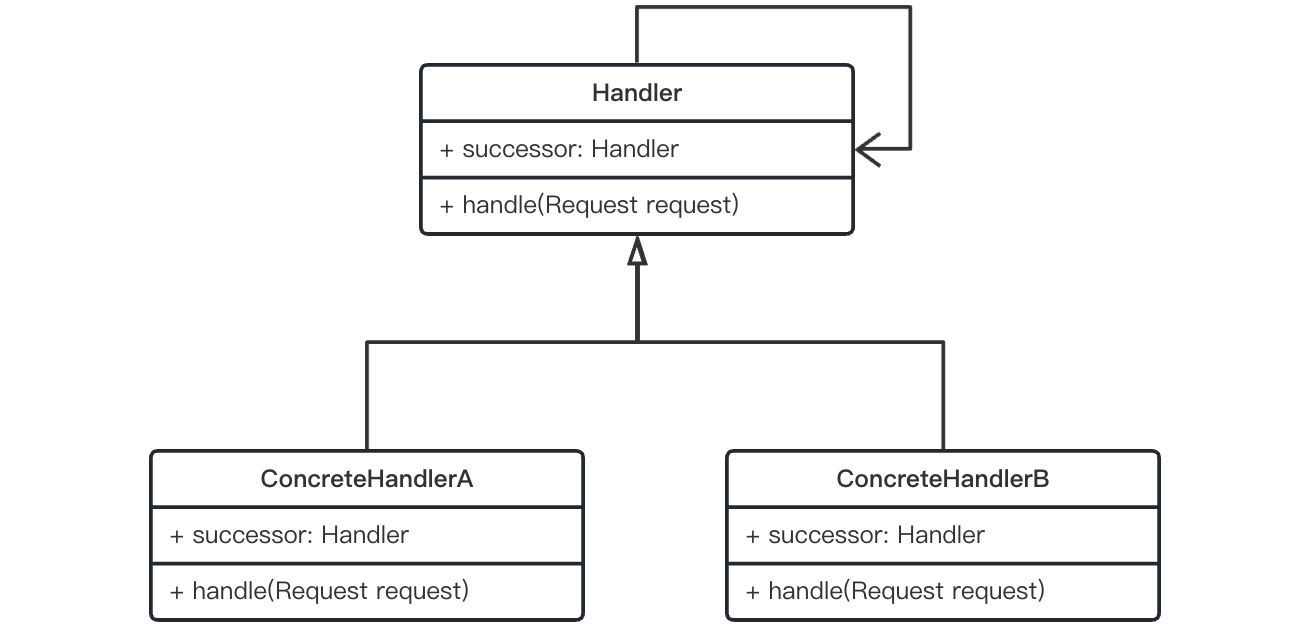 Handler
+ successor: Handler
+ handle(Request request)
ConcreteHandlerA
+ successor: Handler
+ handle(Request request)
ConcreteHandlerB
+ successor: Handler
+ handle(Request request)